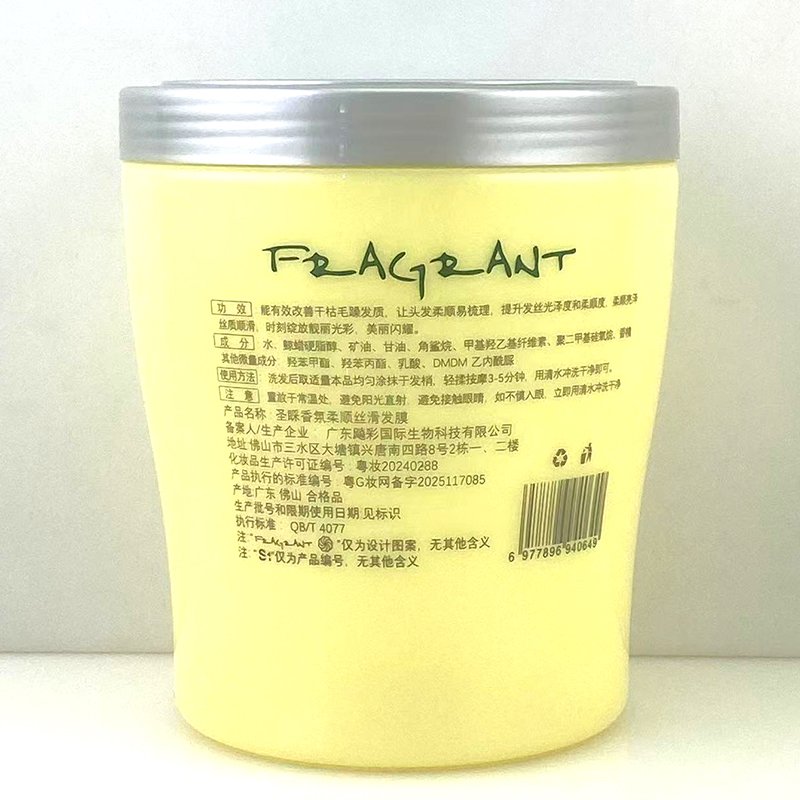 FRAGRANT
功 效 能有效改善干枯毛躁发质，让头发柔顺易梳理，提升发丝光泽度和柔顺度，柔顺亮泽
丝质顺滑，时刻绽放靓丽光彩，美丽闪耀。
成 分 水、鲸蜡硬脂醇、矿油、甘油、角鲨烷、甲基羟乙基纤维素、聚二甲基硅氧烷、香精
其他微量成分 羟苯甲酯、羟苯丙酯、乳酸、DMDM 乙内酰脲
使用方法 洗发后取适量本品均匀涂抹于发梢，轻揉按摩3-5分钟，用清水冲洗干净即可。
注 意 置放于常温处，避免阳光直射，避免接触眼睛，如不慎入眼，立即用清水冲洗干净
产品名称：圣睬香氛柔顺丝滑发膜
备案人/生产企业： 广东飚彩国际生物科技有限公司
地址:佛山市三水区大塘镇兴唐南四路8号2栋一、二楼
化妆品生产许可证编号：粤妆20240288
产品执行的标准编号：粤G妆网备字2025117085
产地:广东 佛山 合格品
生产批号和限期使用日期:见标识
执行标准：QB/T 4077
注:"FRAGRANT "仅为设计图案，无其他含义
注:"S1"仅为产品编号，无其他含义
6 977896 940649